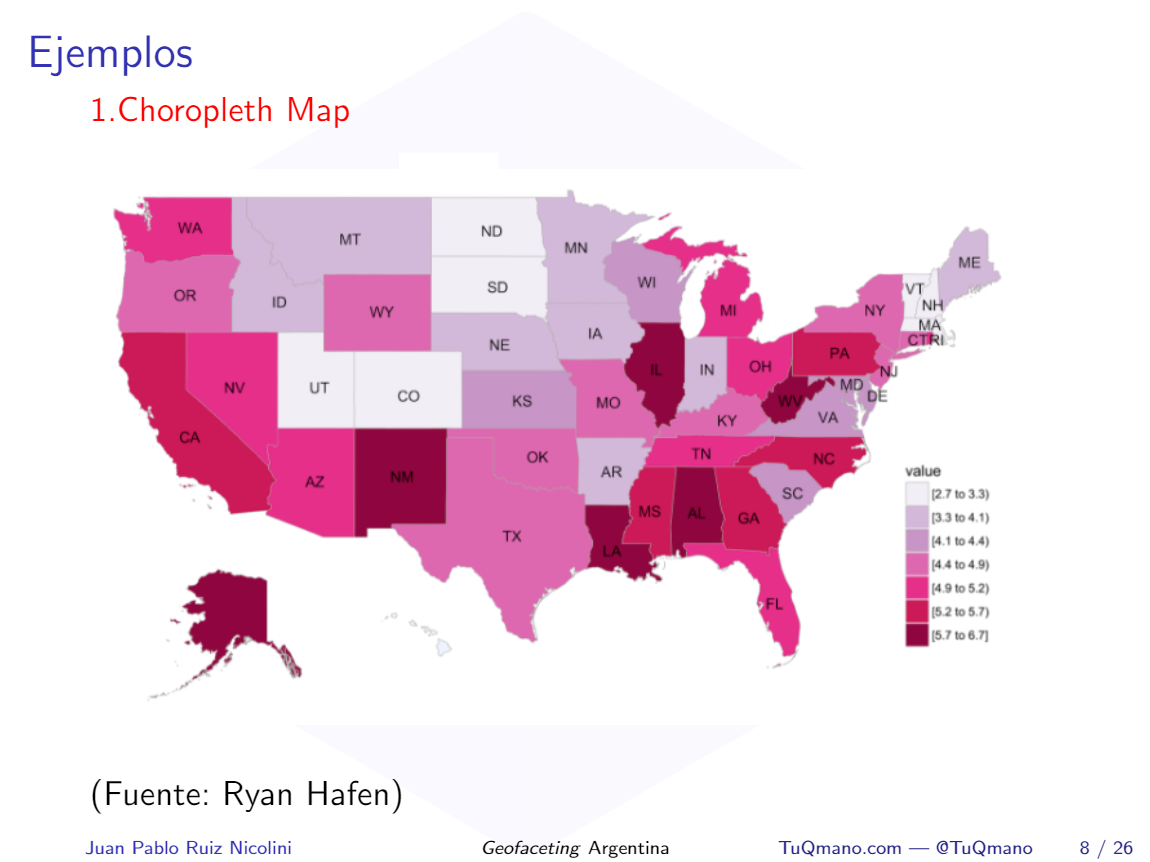 Ejemplos
1.Choropleth Map
WA
MT
ND
MN
ME
OR
ID
SD
WI
VT
NH
WY
MI
NY
MA
NE
IA
CTRI
PA
NV
UT
CO
IL
IN
OH
NJ
KS
MO
WV
MD
DE
KY
VA
CA
AZ
NM
OK
AR
TN
NC
TX
MS
AL
GA
SC
LA
FL
value
[2.7 to 3.3)
[3.3 to 4.1)
[4.1 to 4.4)
[4.4 to 4.9)
[4.9 to 5.2)
[5.2 to 5.7)
[5.7 to 6.7]
(Fuente: Ryan Hafen)
Juan Pablo Ruiz Nicolini Geofaceting Argentina TuQmano.com — @TuQmano 8 / 26